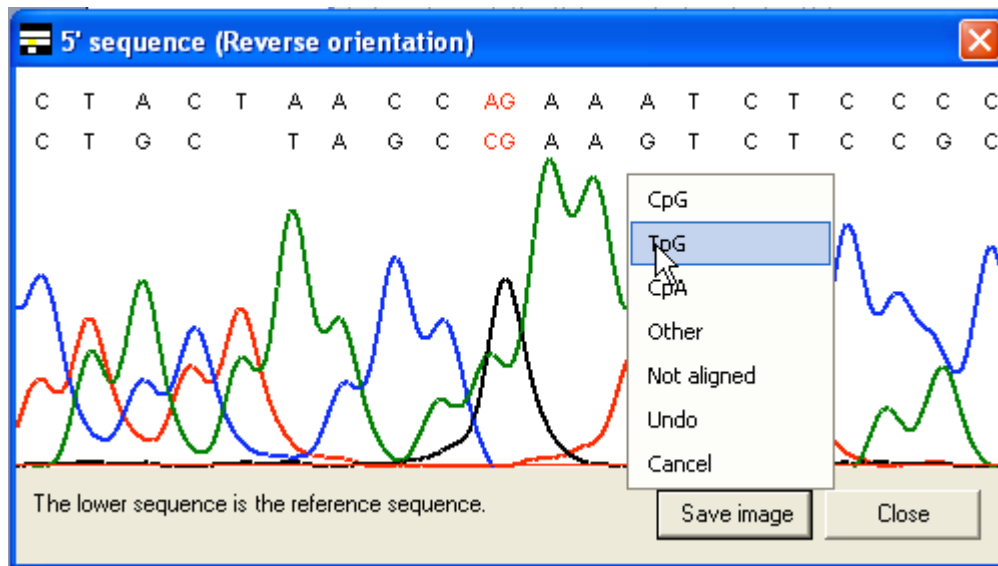 5' sequence (Reverse orientation)
C T A C T A A C C AG A A A T C T C C C C
C T G C T A G C CG A A G T C T C C G C
CpG
TpG
CpA
Other
Not aligned
Undo
Cancel
The lower sequence is the reference sequence.
Save image
Close